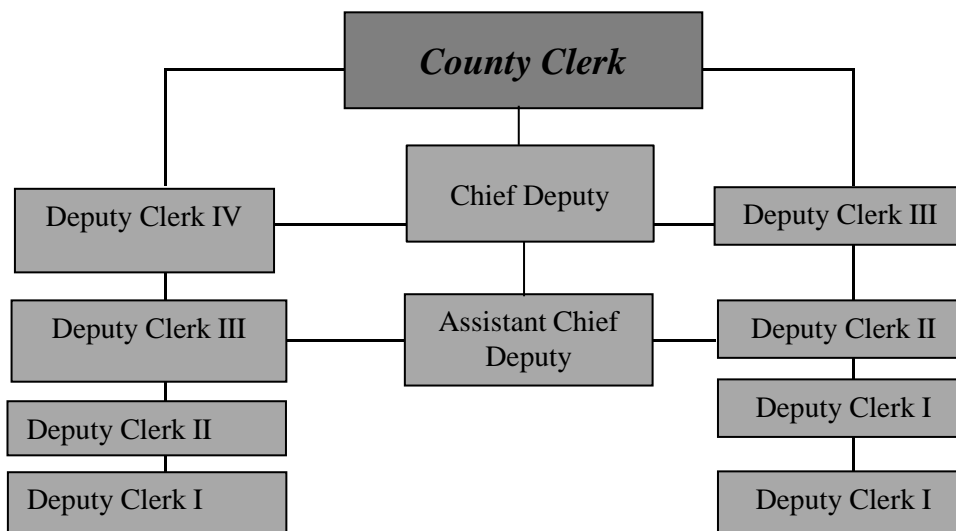 County Clerk
Chief Deputy
Deputy Clerk IV
Deputy Clerk III
Deputy Clerk III
Assistant Chief
Deputy
Deputy Clerk II
Deputy Clerk II
Deputy Clerk I
Deputy Clerk I
Deputy Clerk I